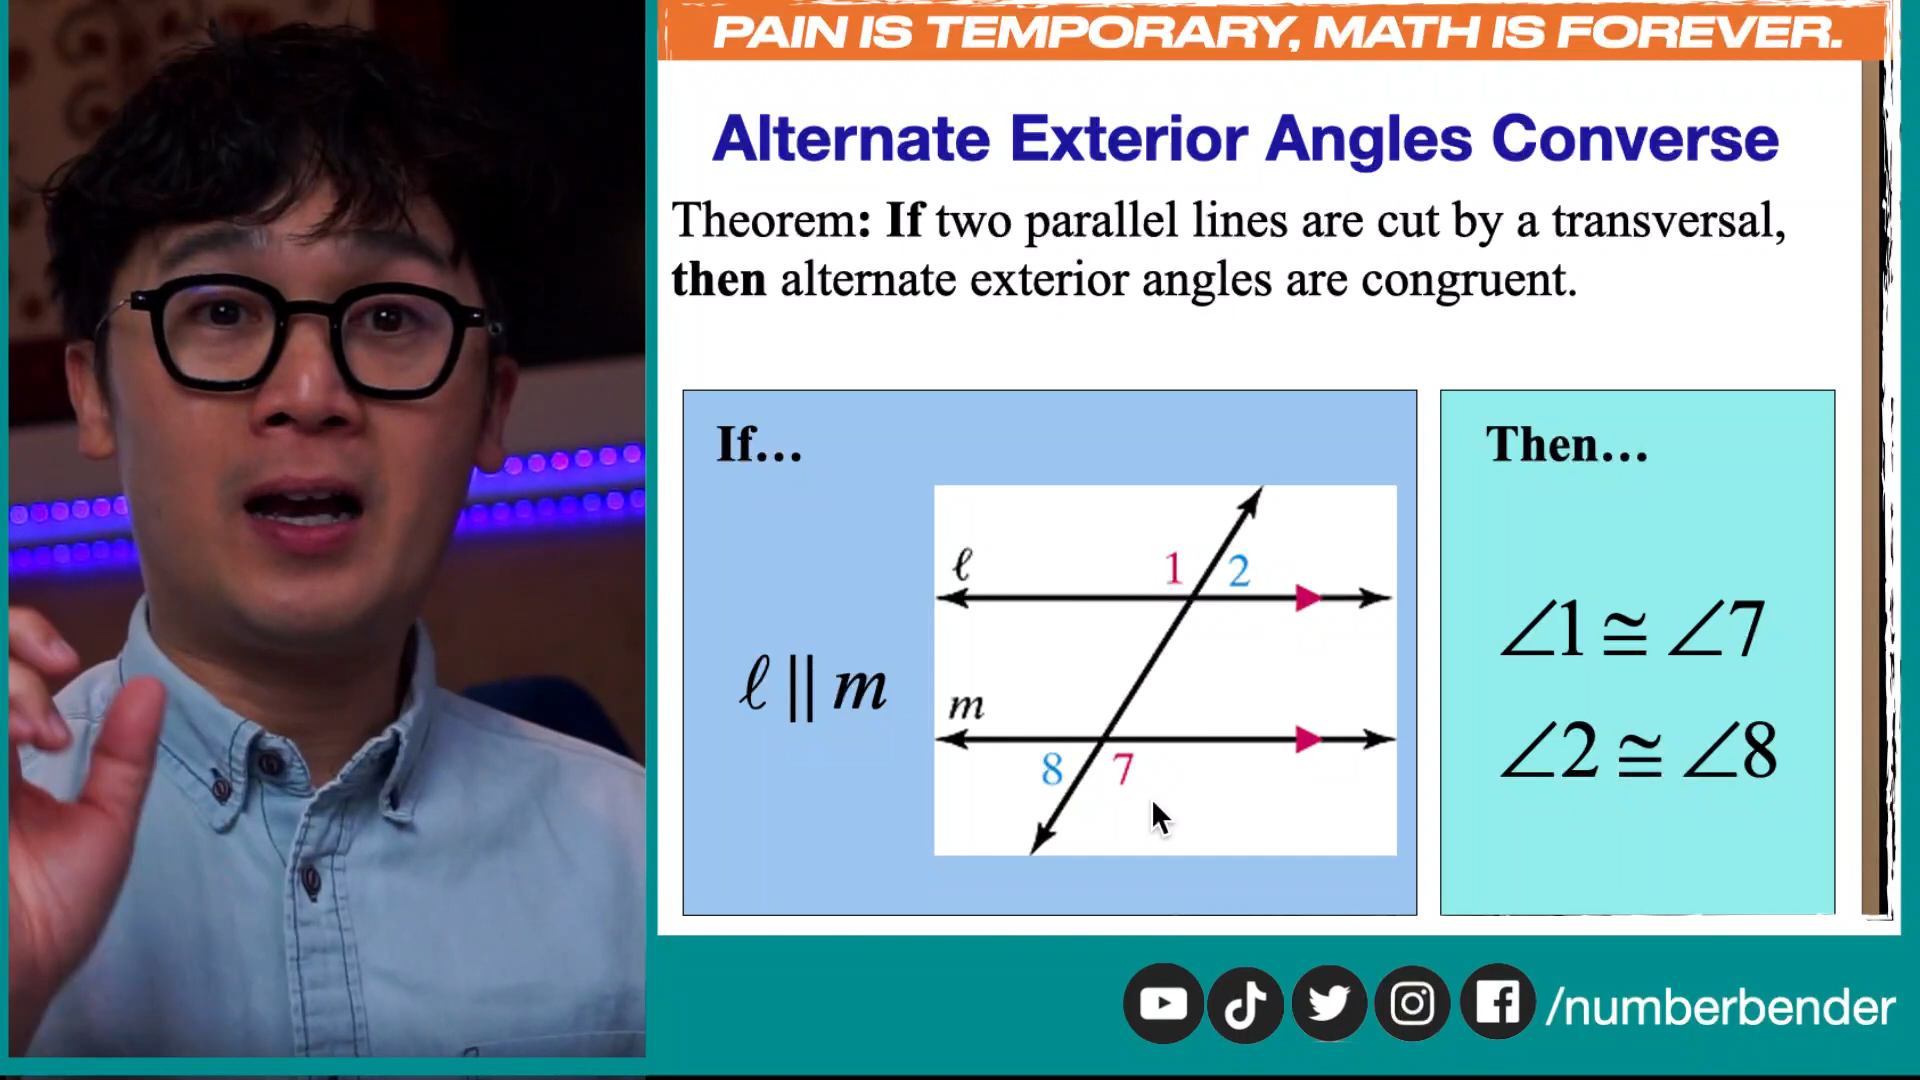 PAIN IS TEMPORARY, MATH IS FOREVER.
Alternate Exterior Angles Converse
Theorem: If two parallel lines are cut by a transversal,
then alternate exterior angles are congruent.
If…
ℓ || m
ℓ
1 2
m
8 7
Then…
∠1 ≅ ∠7
∠2 ≅ ∠8
/numberbender